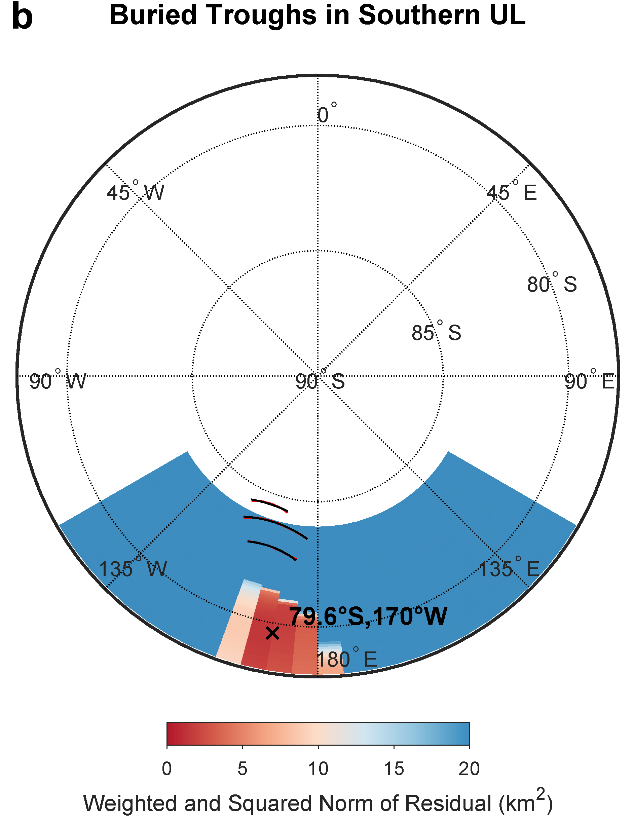 b Buried Troughs in Southern UL
0°
45°W 45°E
80°S
85°S
90°W 90°S 90°E
135°W 135°E
79.6°S,170°W
180°E
0 5 10 15 20
Weighted and Squared Norm of Residual (km²)